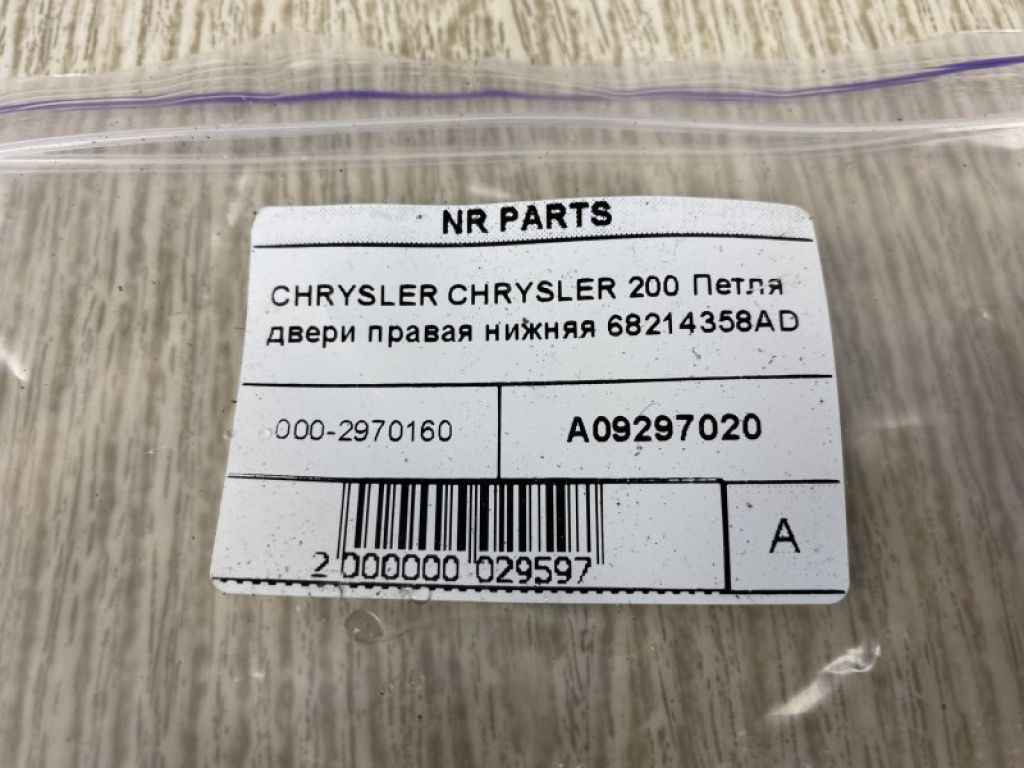 NR PARTS
CHRYSLER CHRYSLER 200 Петля
двери правая нижняя 68214358AD
000-2970160
A09297020
2 000000 029597
A